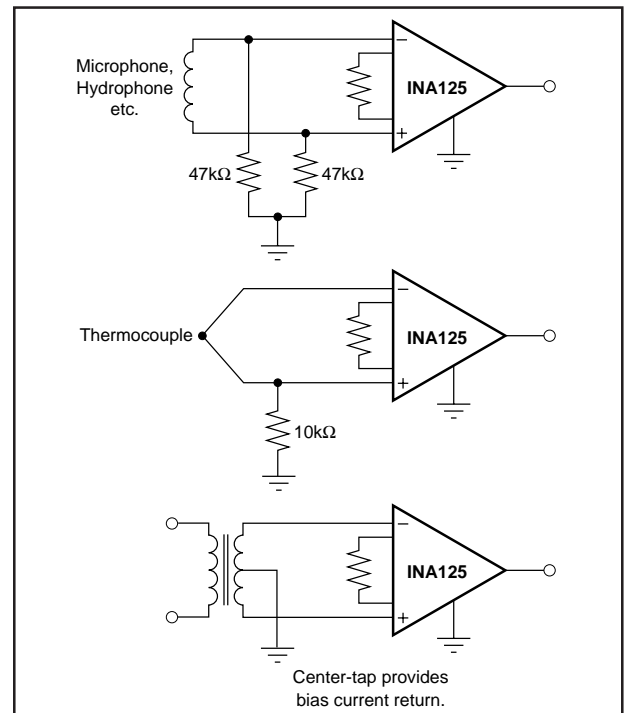 Microphone,
Hydrophone
etc.
−
INA125
+
47kΩ
47kΩ
−
Thermocouple
INA125
+
10kΩ
−
INA125
+
Center-tap provides
bias current return.